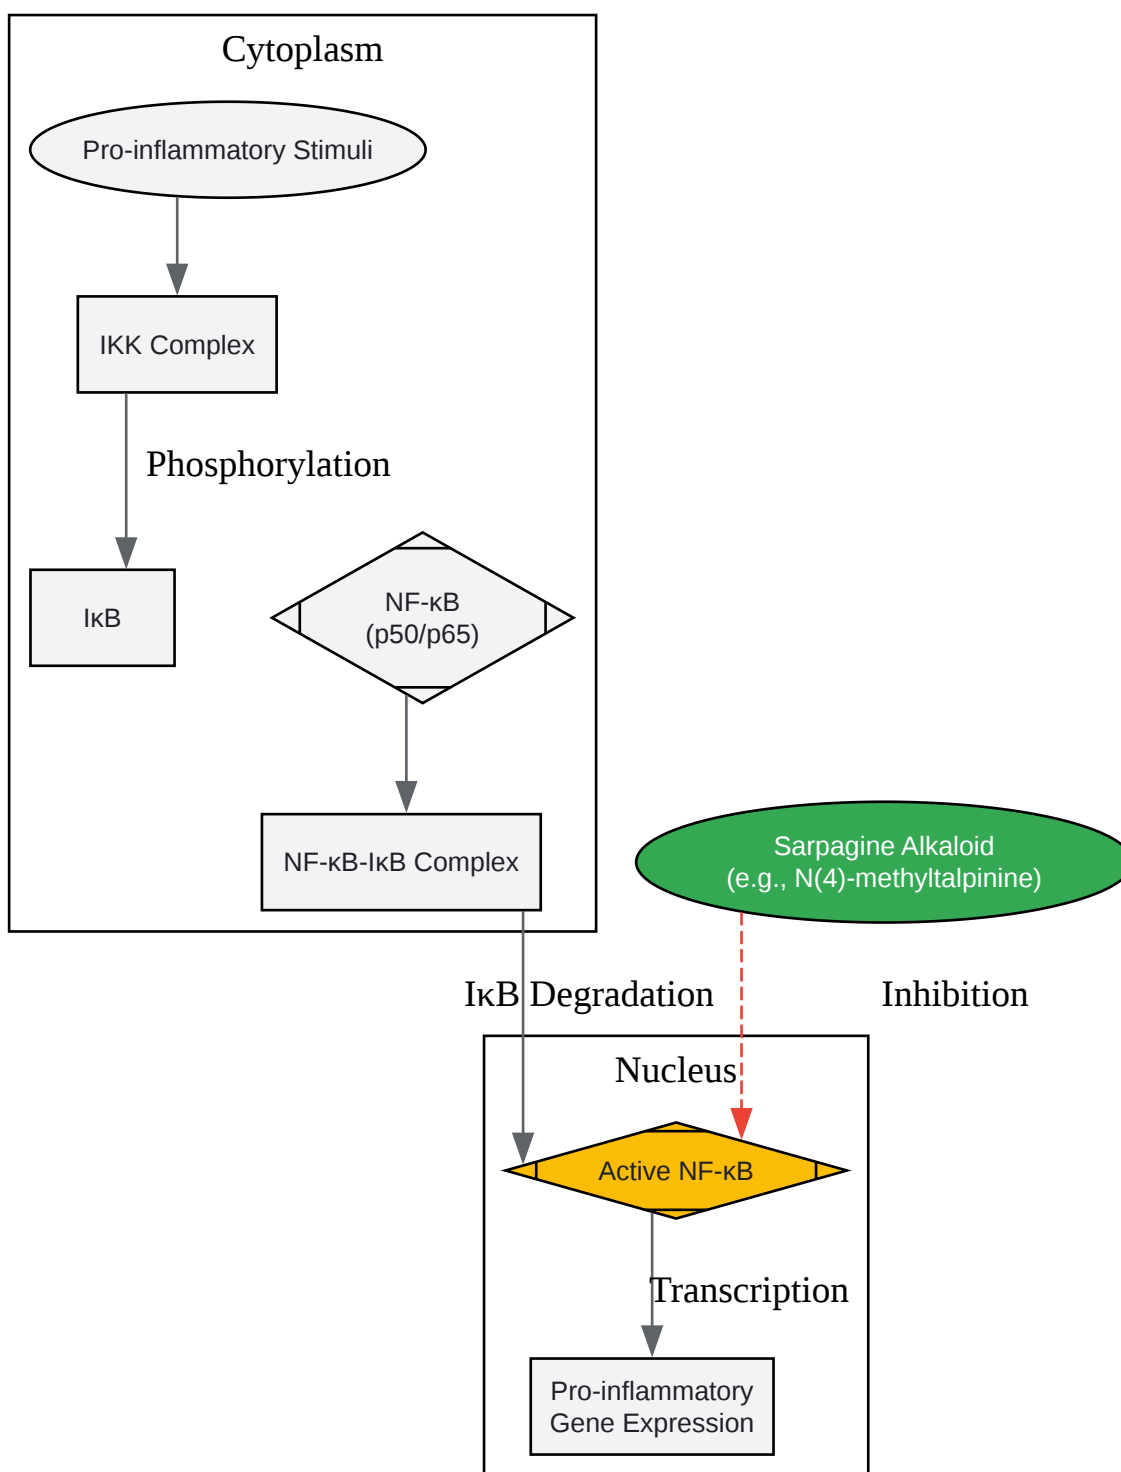 Cytoplasm
Pro-inflammatory Stimuli
IKK Complex
Phosphorylation
IκB
NF-κB
(p50/p65)
NF-κB-IκB Complex
Sarpagine Alkaloid
(e.g., N(4)-methyltalpinine)
IκB Degradation
Inhibition
Nucleus
Active NF-κB
Transcription
Pro-inflammatory
Gene Expression